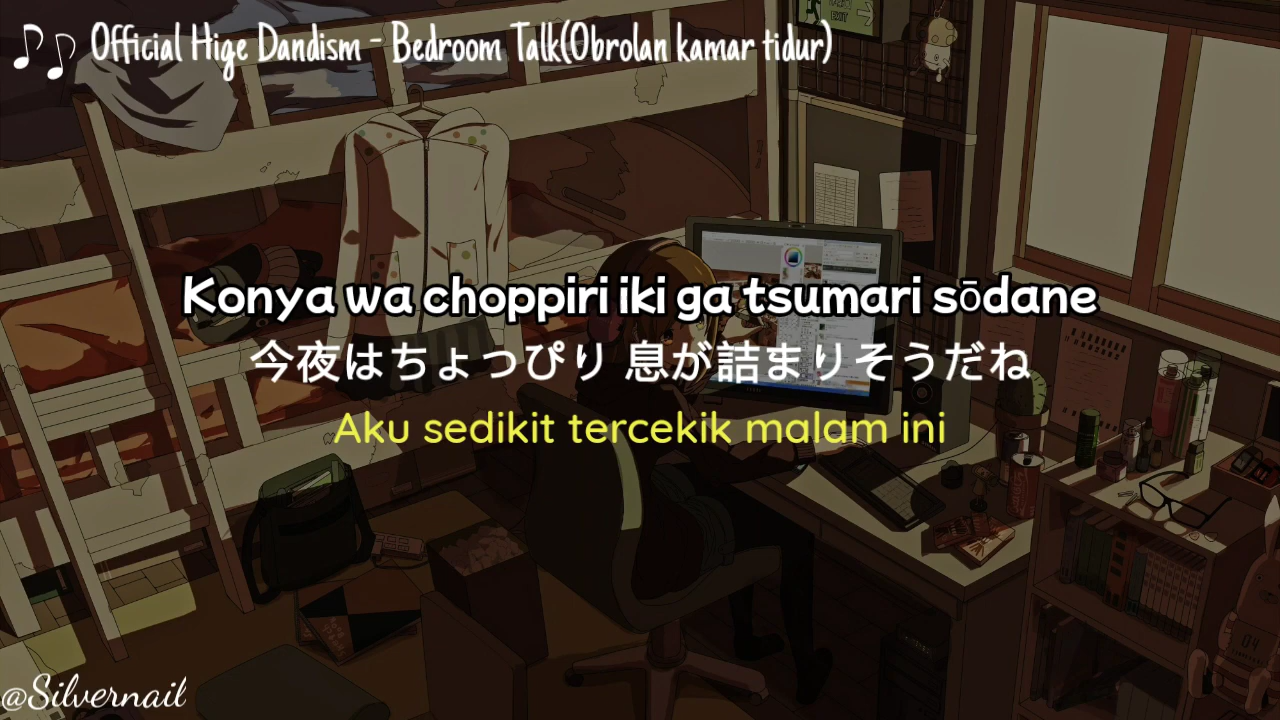 Official Hige Dandism - Bedroom Talk(Obrolan kamar tidur)
EXIT
Konya wa choppiri iki ga tsumari sōdane
今夜はちょっぴり 息が詰まりそうだね
Aku sedikit tercekik malam ini
04
@Silvernail